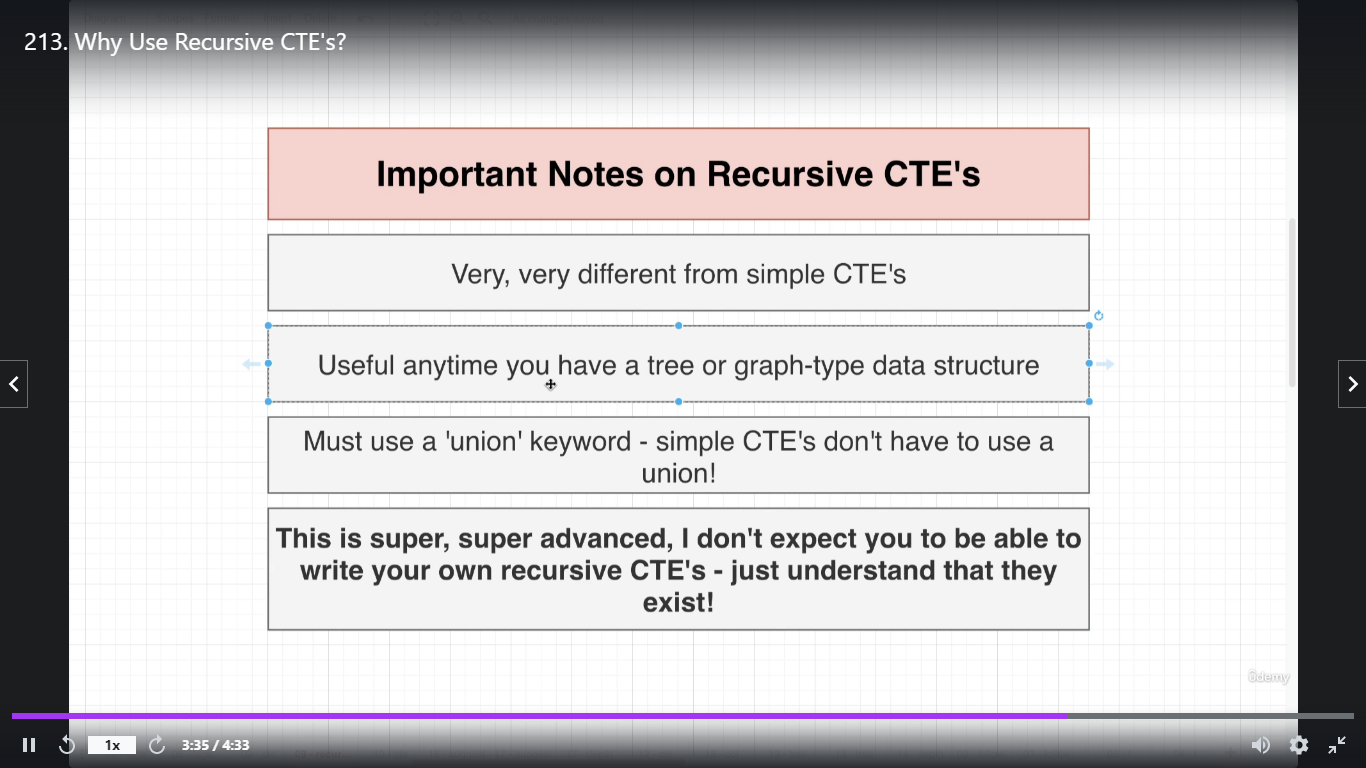 213. Why Use Recursive CTE's?
Important Notes on Recursive CTE's
Very, very different from simple CTE's
Useful anytime you have a tree or graph-type data structure
Must use a 'union' keyword - simple CTE's don't have to use a
union!
This is super, super advanced, I don't expect you to be able to
write your own recursive CTE's - just understand that they
exist!
ûdemy
1x
3:35 / 4:33